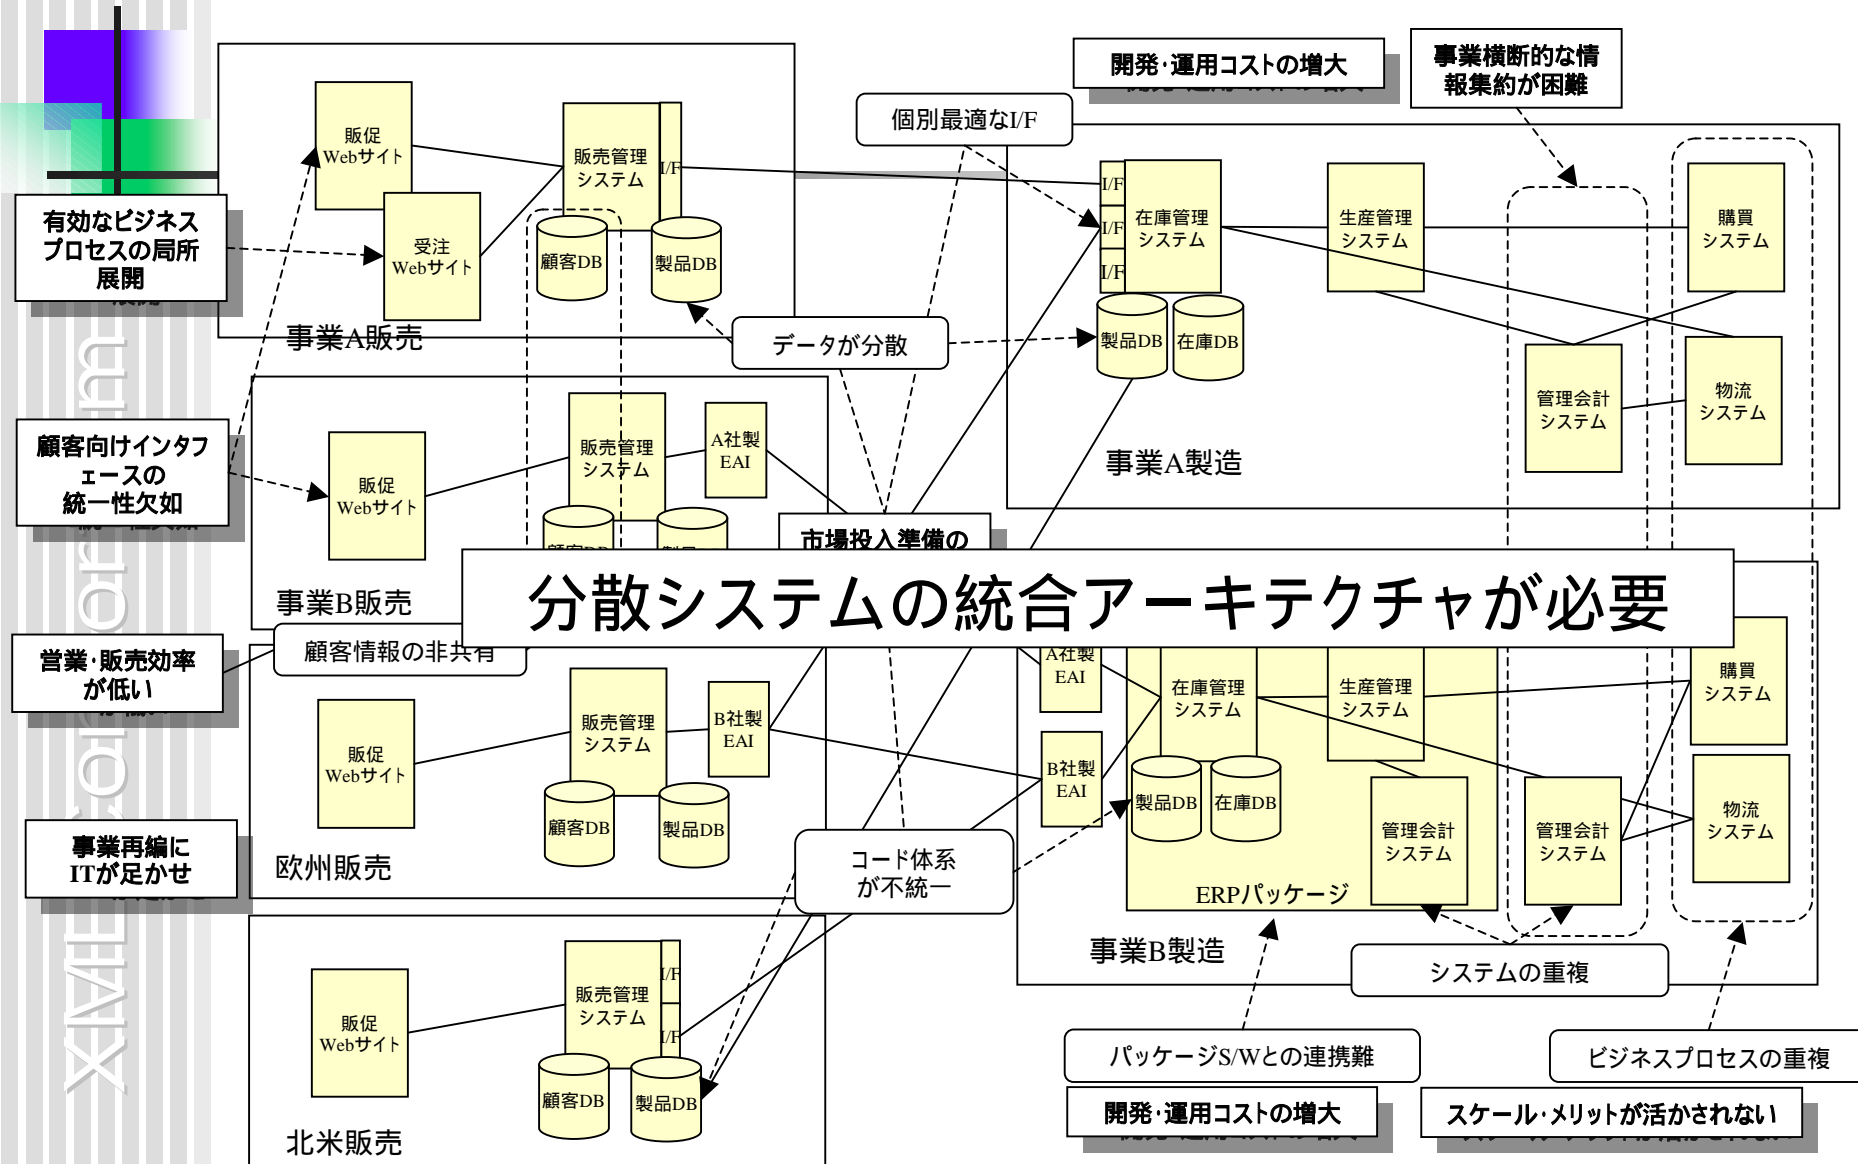 開発・運用コストの増大
事業横断的な情
報集約が困難
個別最適なI/F
販促
Webサイト
販売管理
システム
I/F
受注
Webサイト
顧客DB
製品DB
事業A販売
有効なビジネス
プロセスの局所
展開
データが分散
I/F
I/F
I/F
在庫管理
システム
製品DB
在庫DB
生産管理
システム
購買
システム
管理会計
システム
物流
システム
事業A製造
顧客向けインタフ
ェースの
統一性欠如
販促
Webサイト
販売管理
システム
A社製
EAI
事業B販売
市場投入準備の
分散システムの統合アーキテクチャが必要
営業・販売効率
が低い
顧客情報の非共有
販促
Webサイト
販売管理
システム
B社製
EAI
顧客DB
製品DB
欧州販売
事業再編に
ITが足かせ
コード体系
が不統一
A社製
EAI
B社製
EAI
在庫管理
システム
製品DB
在庫DB
生産管理
システム
管理会計
システム
ERPパッケージ
管理会計
システム
購買
システム
物流
システム
事業B製造
システムの重複
販促
Webサイト
販売管理
システム
I/F
I/F
顧客DB
製品DB
北米販売
パッケージS/Wとの連携難
ビジネスプロセスの重複
開発・運用コストの増大
スケール・メリットが活かされない
XML Consortium